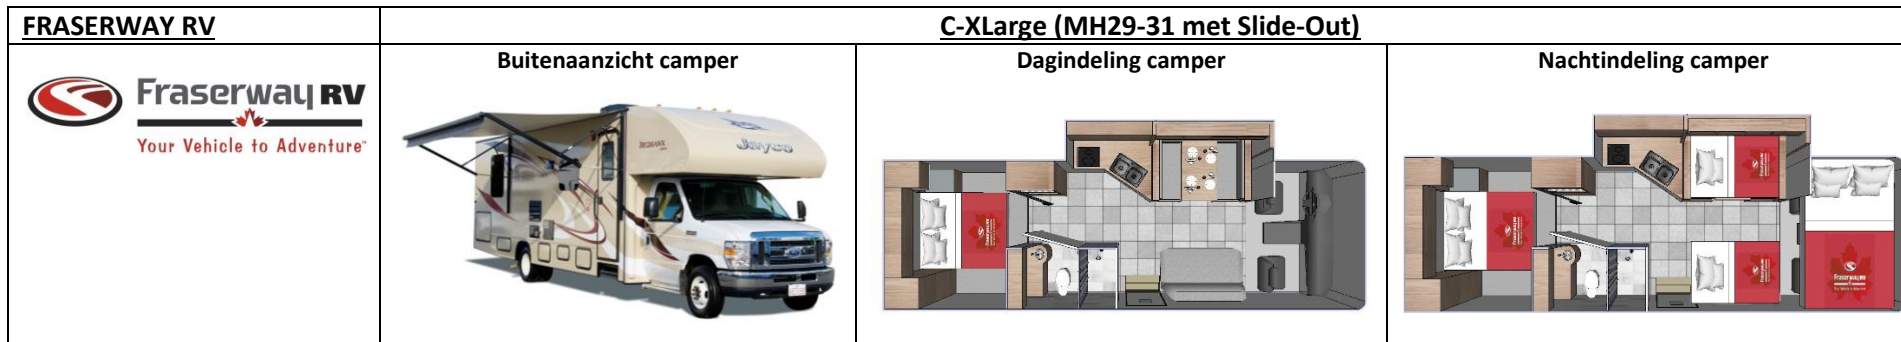 FRASERWAY RV
C-XLarge (MH29-31 met Slide-Out)
Buitenaanzicht camper
Dagindeling camper
Nachtindeling camper
Fraserway RV
Your Vehicle to Adventure
Jayco